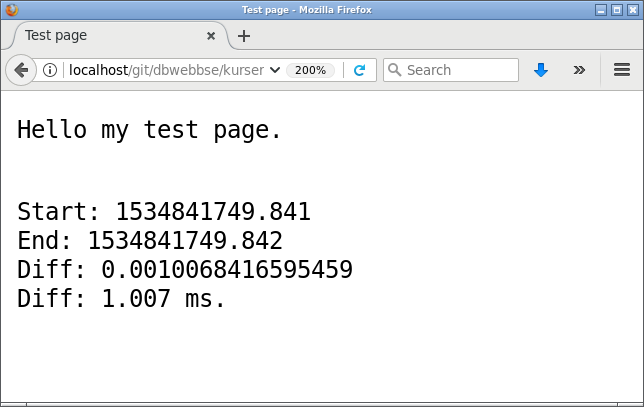 Test page - Mozilla Firefox
Test page
localhost/git/dbwebbse/kurser 200% Search
Hello my test page.
Start: 1534841749.841
End: 1534841749.842
Diff: 0.0010068416595459
Diff: 1.007 ms.